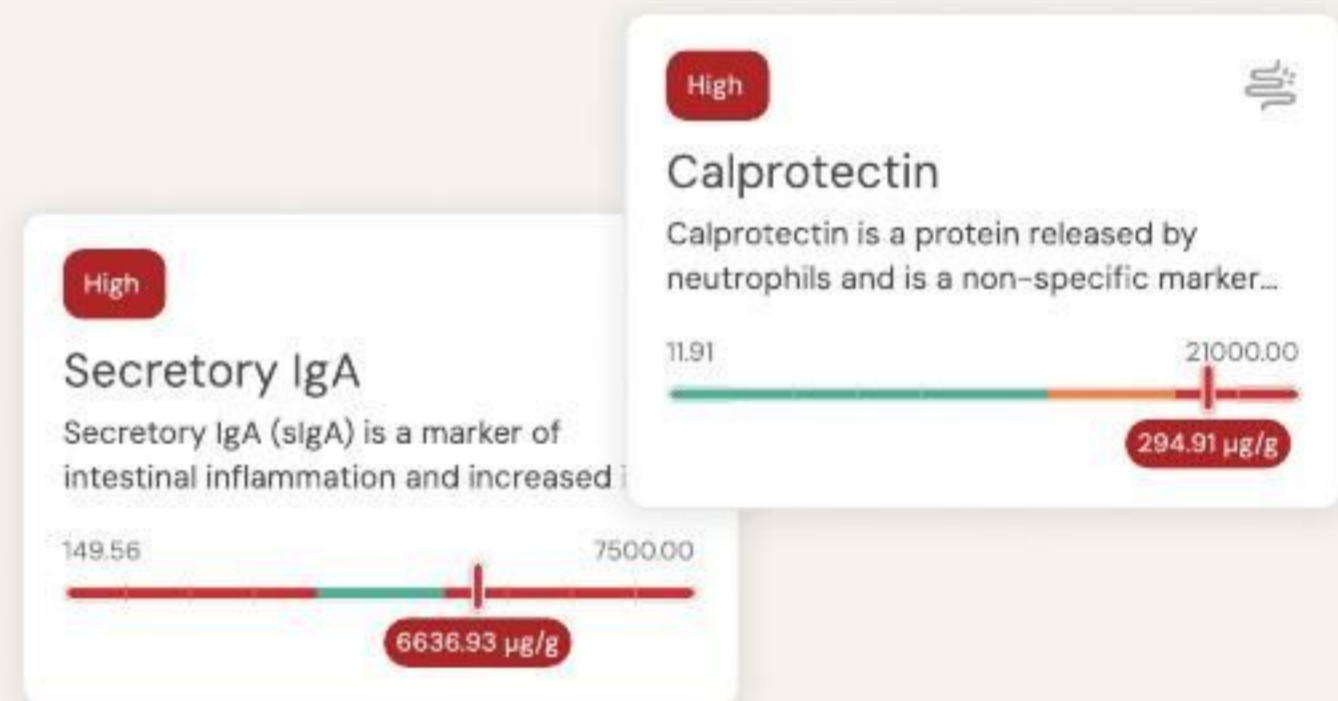 High
Calprotectin
Calprotectin is a protein released by
neutrophils and is a non-specific marker...
11.91 21000.00
294.91 µg/g
High
Secretory IgA
Secretory IgA (sIgA) is a marker of
intestinal inflammation and increased
149.56 7500.00
6636.93 µg/g